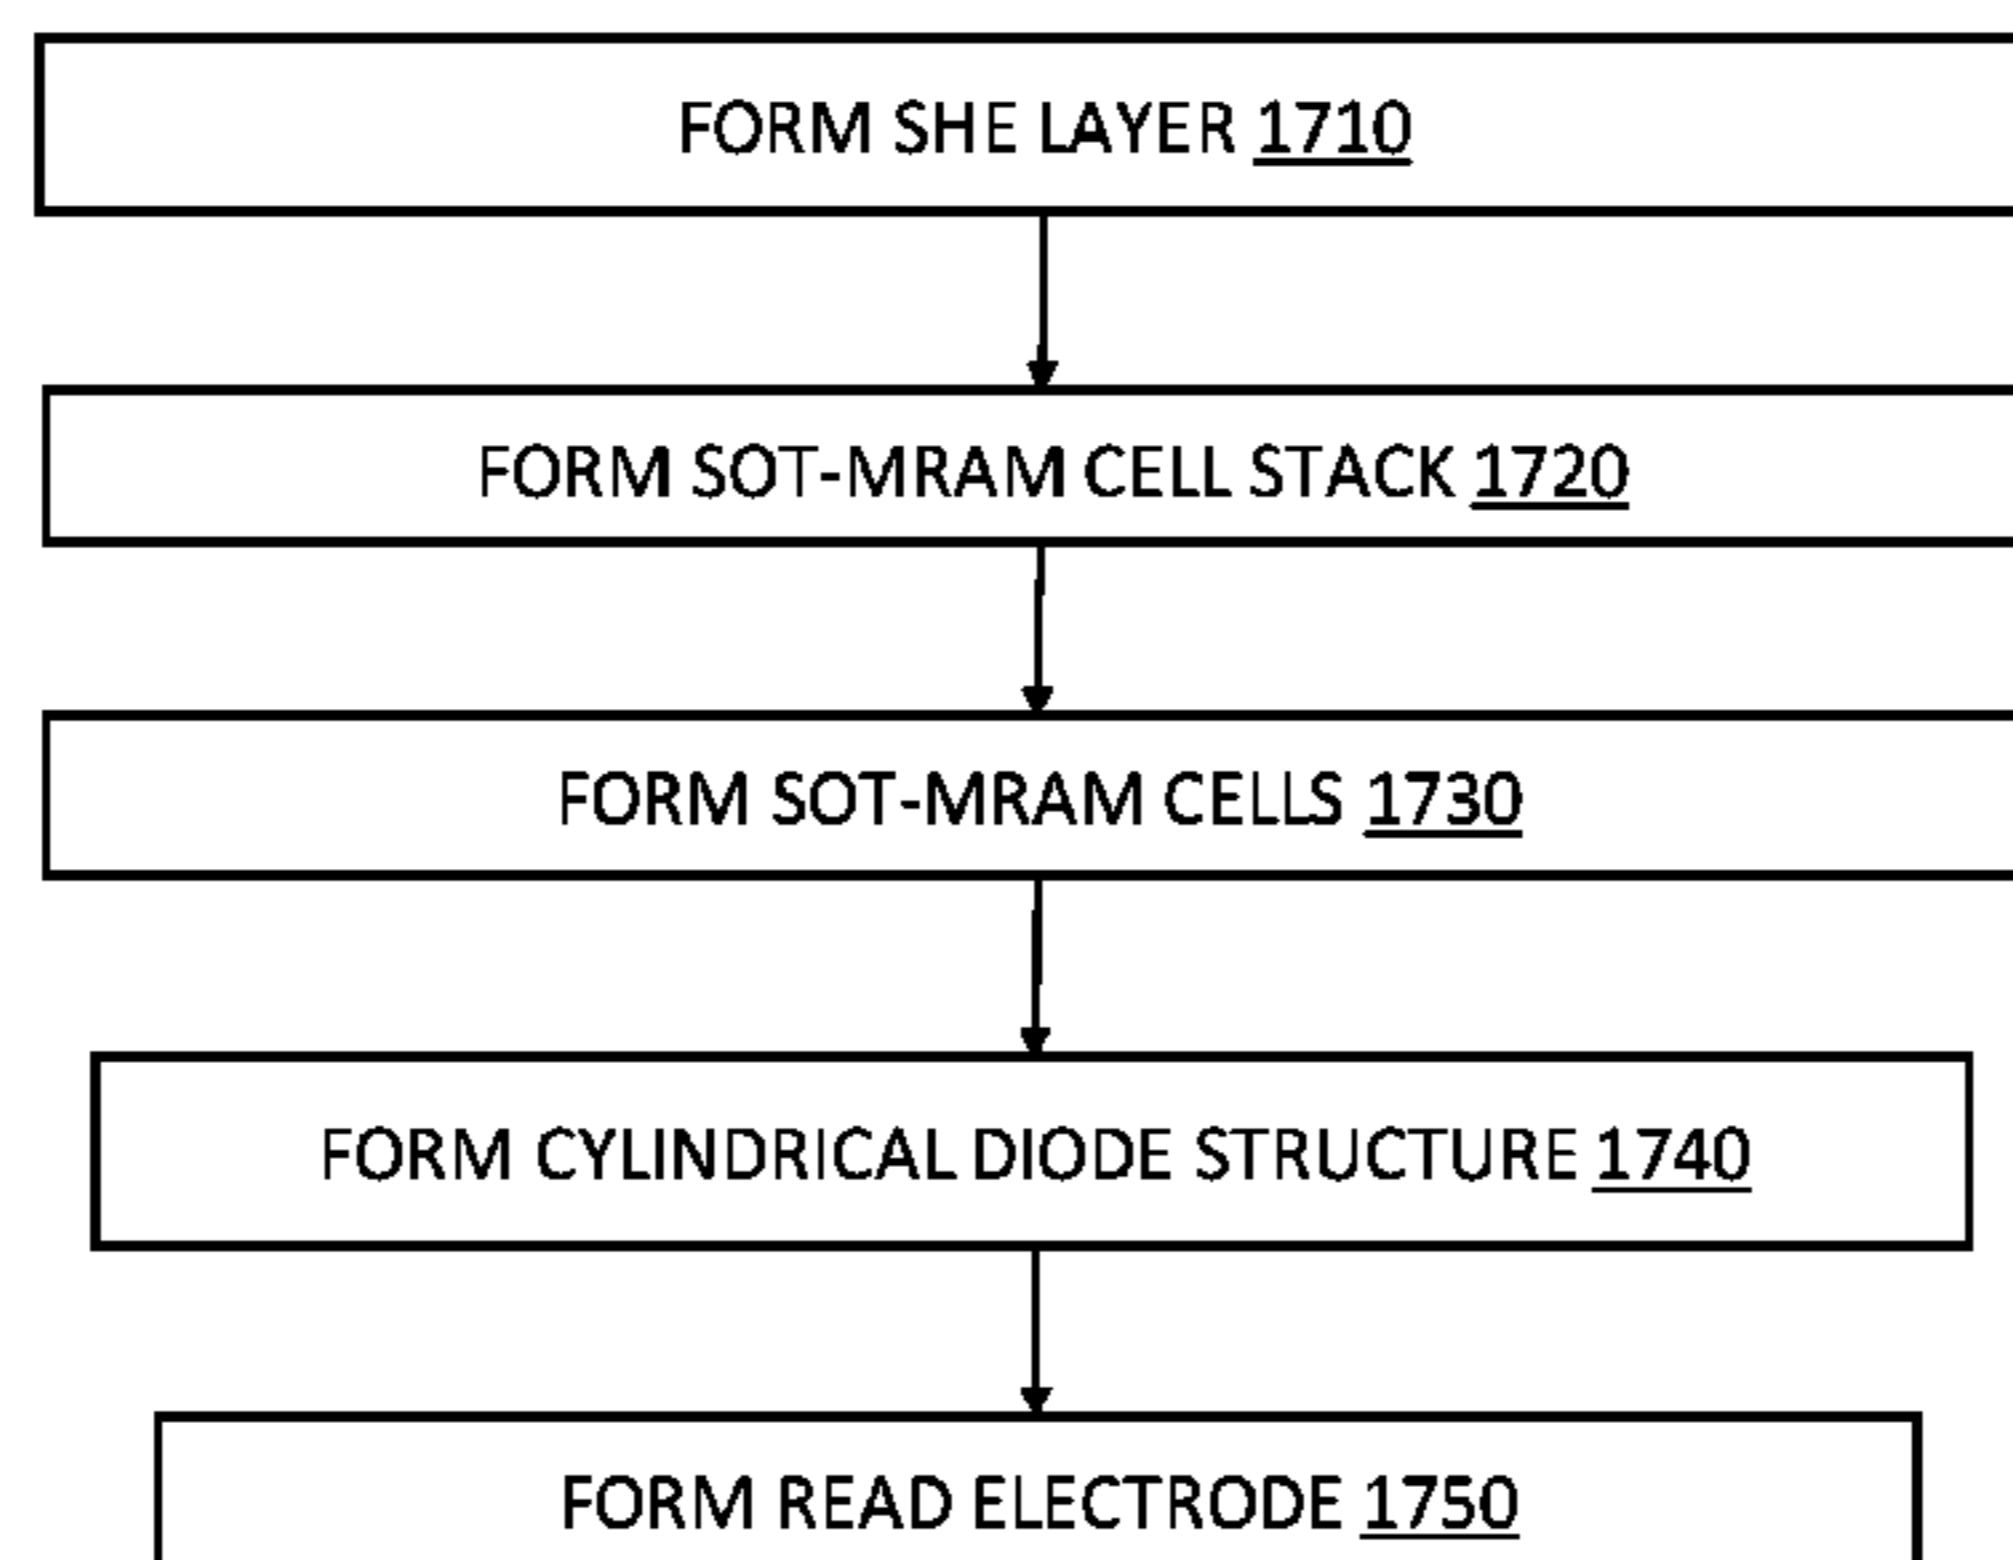 FORM SHE LAYER 1710
FORM SOT-MRAM CELL STACK 1720
FORM SOT-MRAM CELLS 1730
FORM CYLINDRICAL DIODE STRUCTURE 1740
FORM READ ELECTRODE 1750